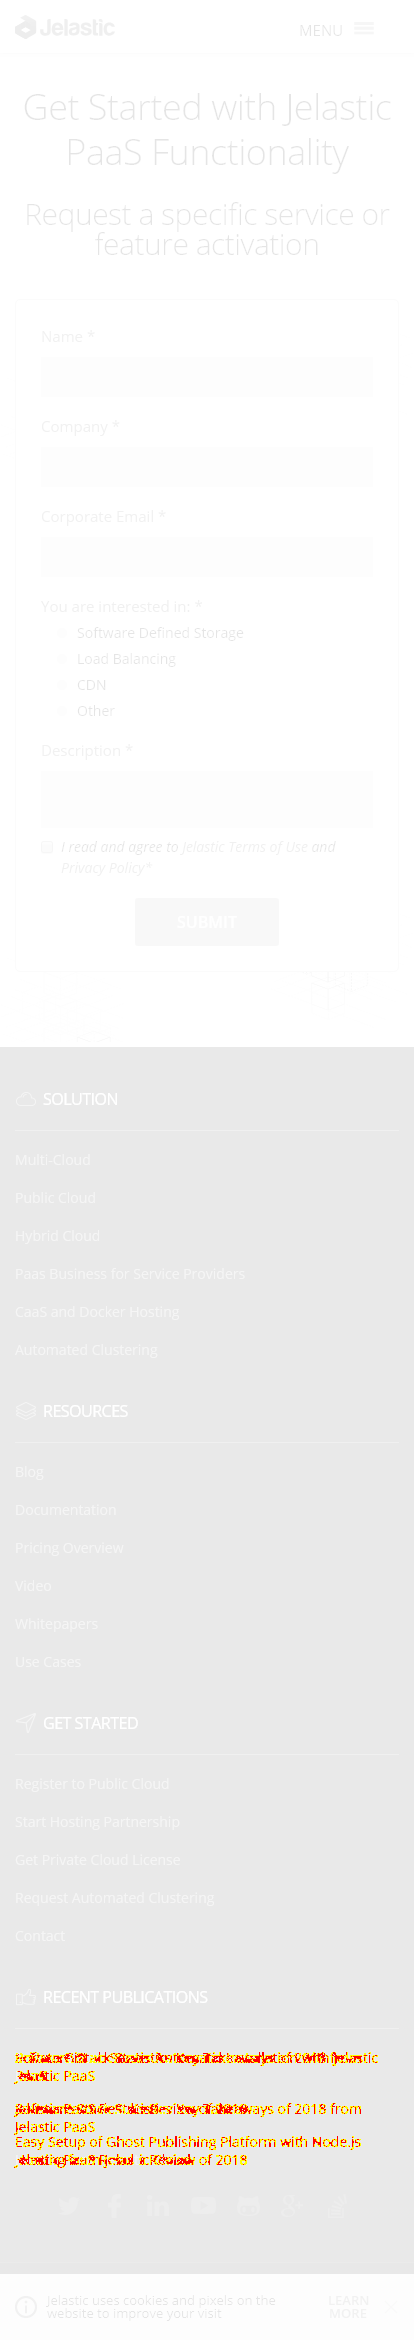 Jelastic
MENU
Get Started with Jelastic
PaaS Functionality
Request a specific service or
feature activation
Name *
Company *
Corporate Email *
You are interested in: *
Software Defined Storage
Load Balancing
CDN
Other
Description *
I read and agree to Jelastic Terms of Use and
Privacy Policy*
SUBMIT
SOLUTION
Multi-Cloud
Public Cloud
Hybrid Cloud
Paas Business for Service Providers
CaaS and Docker Hosting
Automated Clustering
RESOURCES
Blog
Documentation
Pricing Overview
Video
Whitepapers
Use Cases
GET STARTED
Register to Public Cloud
Start Hosting Partnership
Get Private Cloud License
Request Automated Clustering
Contact
RECENT PUBLICATIONS
with Jelastic
PaaS
of 2018 from
Jelastic PaaS
Easy Setup of Ghost Publishing Platform with Node.js
of 2018
Jelastic uses cookies and pixels on the
website to improve your visit
LEARN
MORE